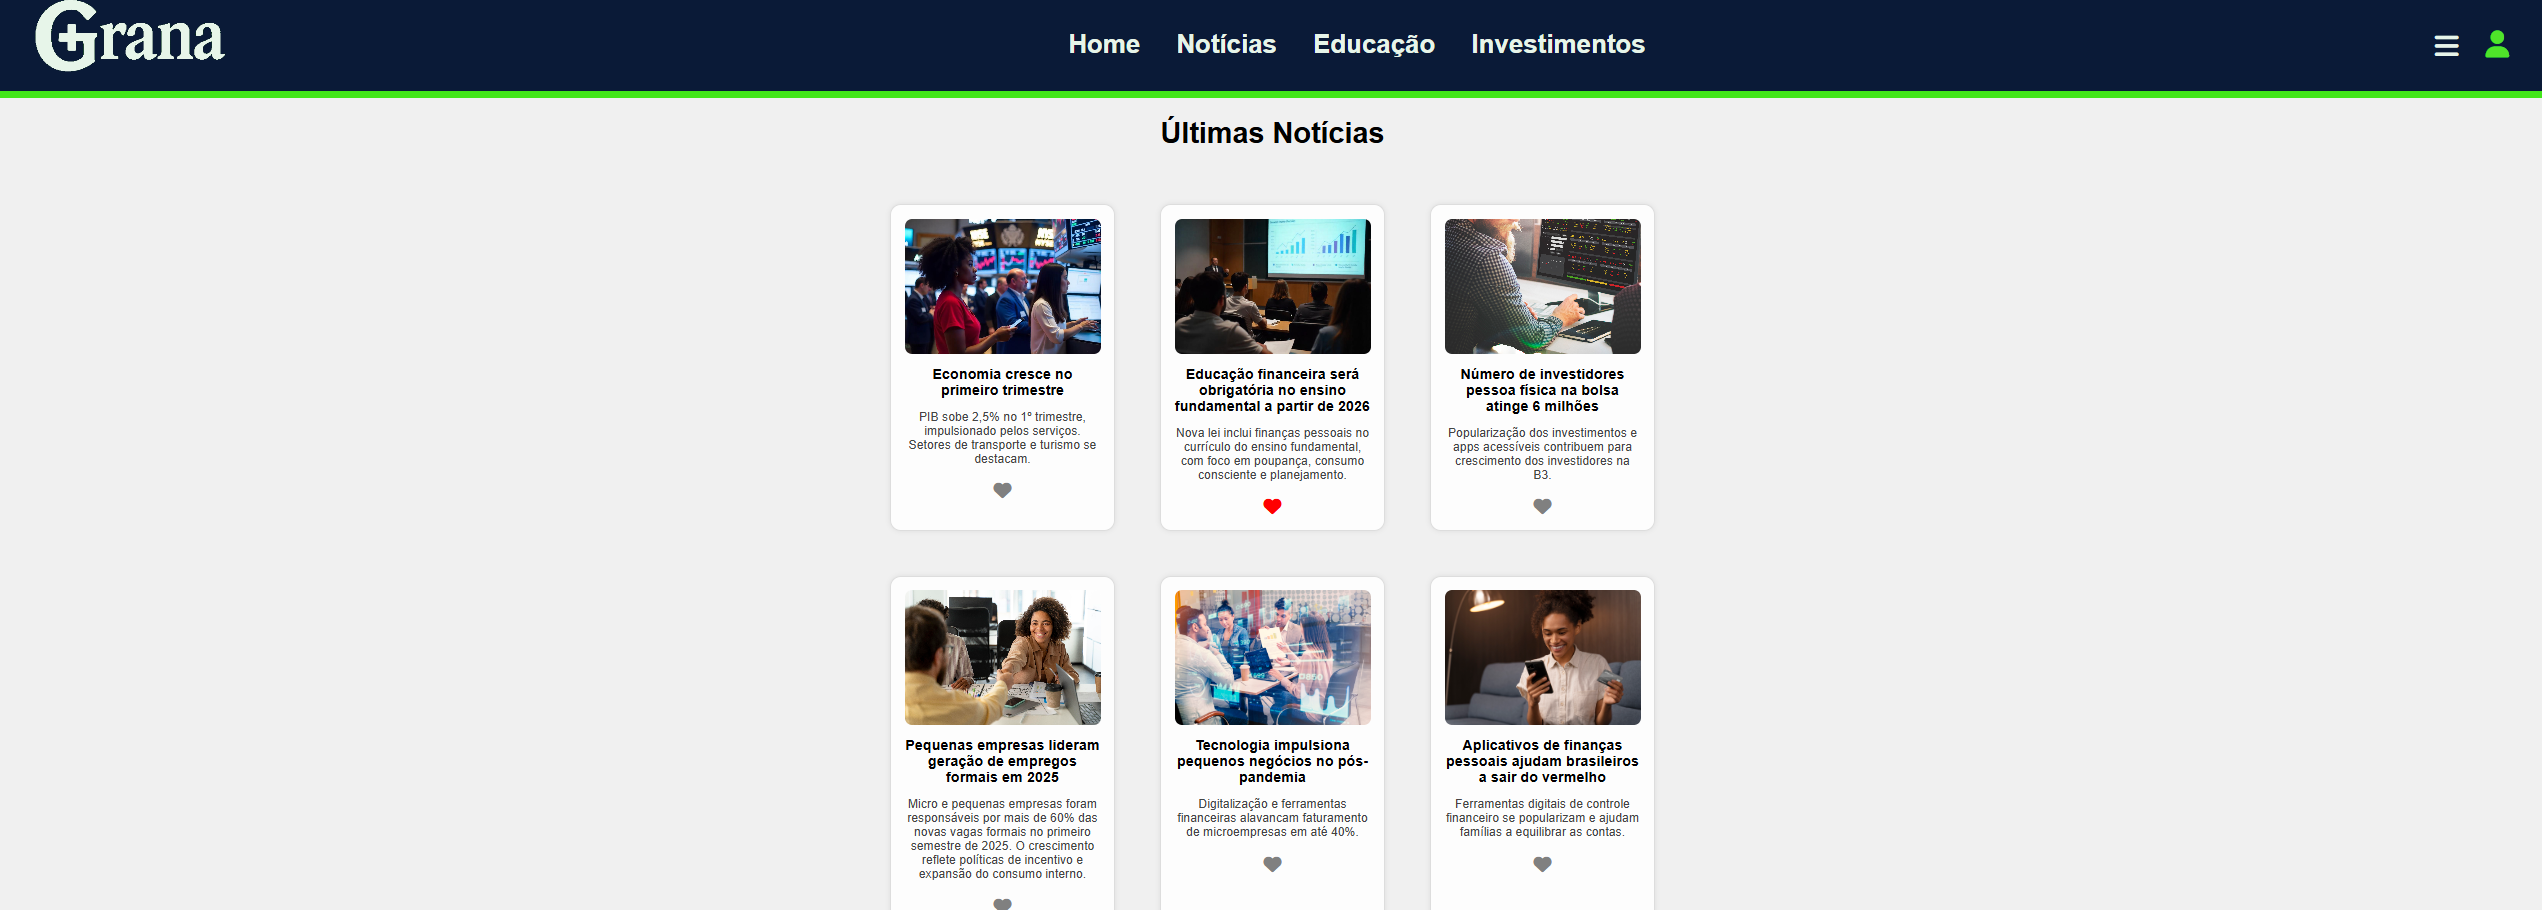 Grana
Home
Notícias
Educação
Investimentos
Últimas Notícias
Economia cresce no
primeiro trimestre
PIB sobe 2,5% no 1º trimestre,
impulsionado pelos serviços.
Setores de transporte e turismo se
destacam.
Educação financeira será
obrigatória no ensino
fundamental a partir de 2026
Nova lei inclui finanças pessoais no
currículo do ensino fundamental,
com foco em poupança, consumo
consciente e planejamento.
Número de investidores
pessoa física na bolsa
atinge 6 milhões
Popularização dos investimentos e
apps acessíveis contribuem para
crescimento dos investidores na
B3.
Pequenas empresas lideram
geração de empregos
formais em 2025
Micro e pequenas empresas foram
responsáveis por mais de 60% das
novas vagas formais no primeiro
semestre de 2025. O crescimento
reflete políticas de incentivo e
expansão do consumo interno.
Tecnologia impulsiona
pequenos negócios no pós-
pandemia
Digitalização e ferramentas
financeiras alavancam faturamento
de microempresas em até 40%.
Aplicativos de finanças
pessoais ajudam brasileiros
a sair do vermelho
Ferramentas digitais de controle
financeiro se popularizam e ajudam
famílias a equilibrar as contas.